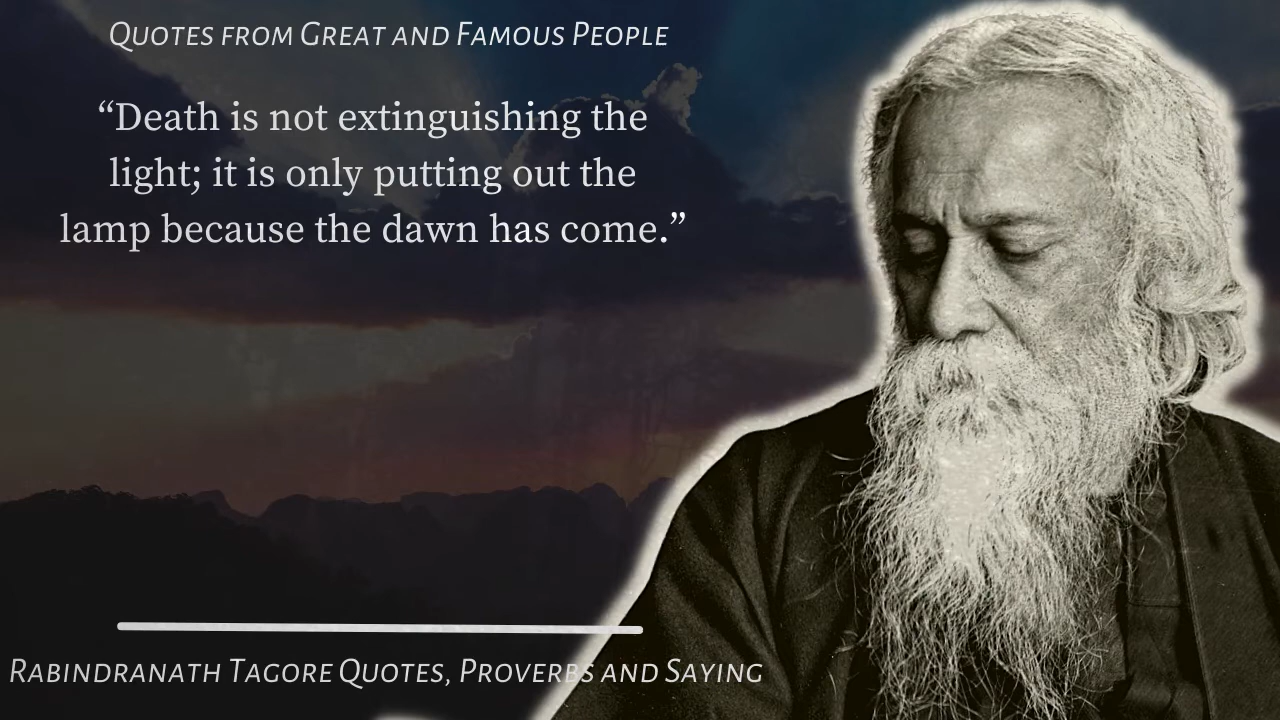 Quotes from Great and Famous People
“Death is not extinguishing the
light; it is only putting out the
lamp because the dawn has come.”
Rabindranath Tagore Quotes, Proverbs and Saying